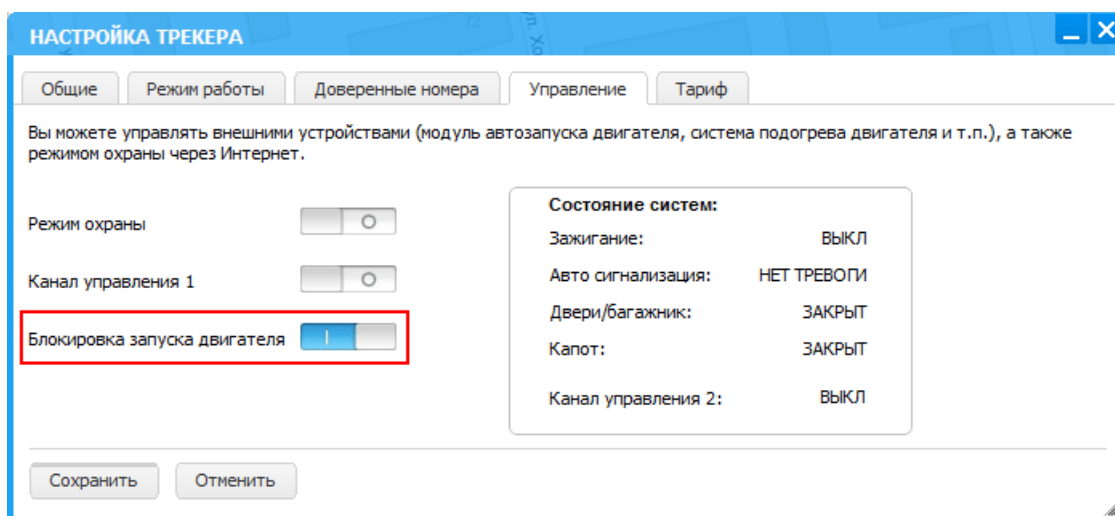 72
НАСТРОЙКА ТРЕКЕРА
Общие
Режим работы
Доверенные номера
Управление
Тариф
Вы можете управлять внешними устройствами (модуль автозапуска двигателя, система подогрева двигателя и т.п.), а также
режимом охраны через Интернет.
Режим охраны
Канал управления 1
Блокировка запуска двигателя
Состояние систем:
Зажигание: ВЫКЛ
Авто сигнализация: НЕТ ТРЕВОГИ
Двери/багажник: ЗАКРЫТ
Капот: ЗАКРЫТ
Канал управления 2: ВЫКЛ
Сохранить
Отменить